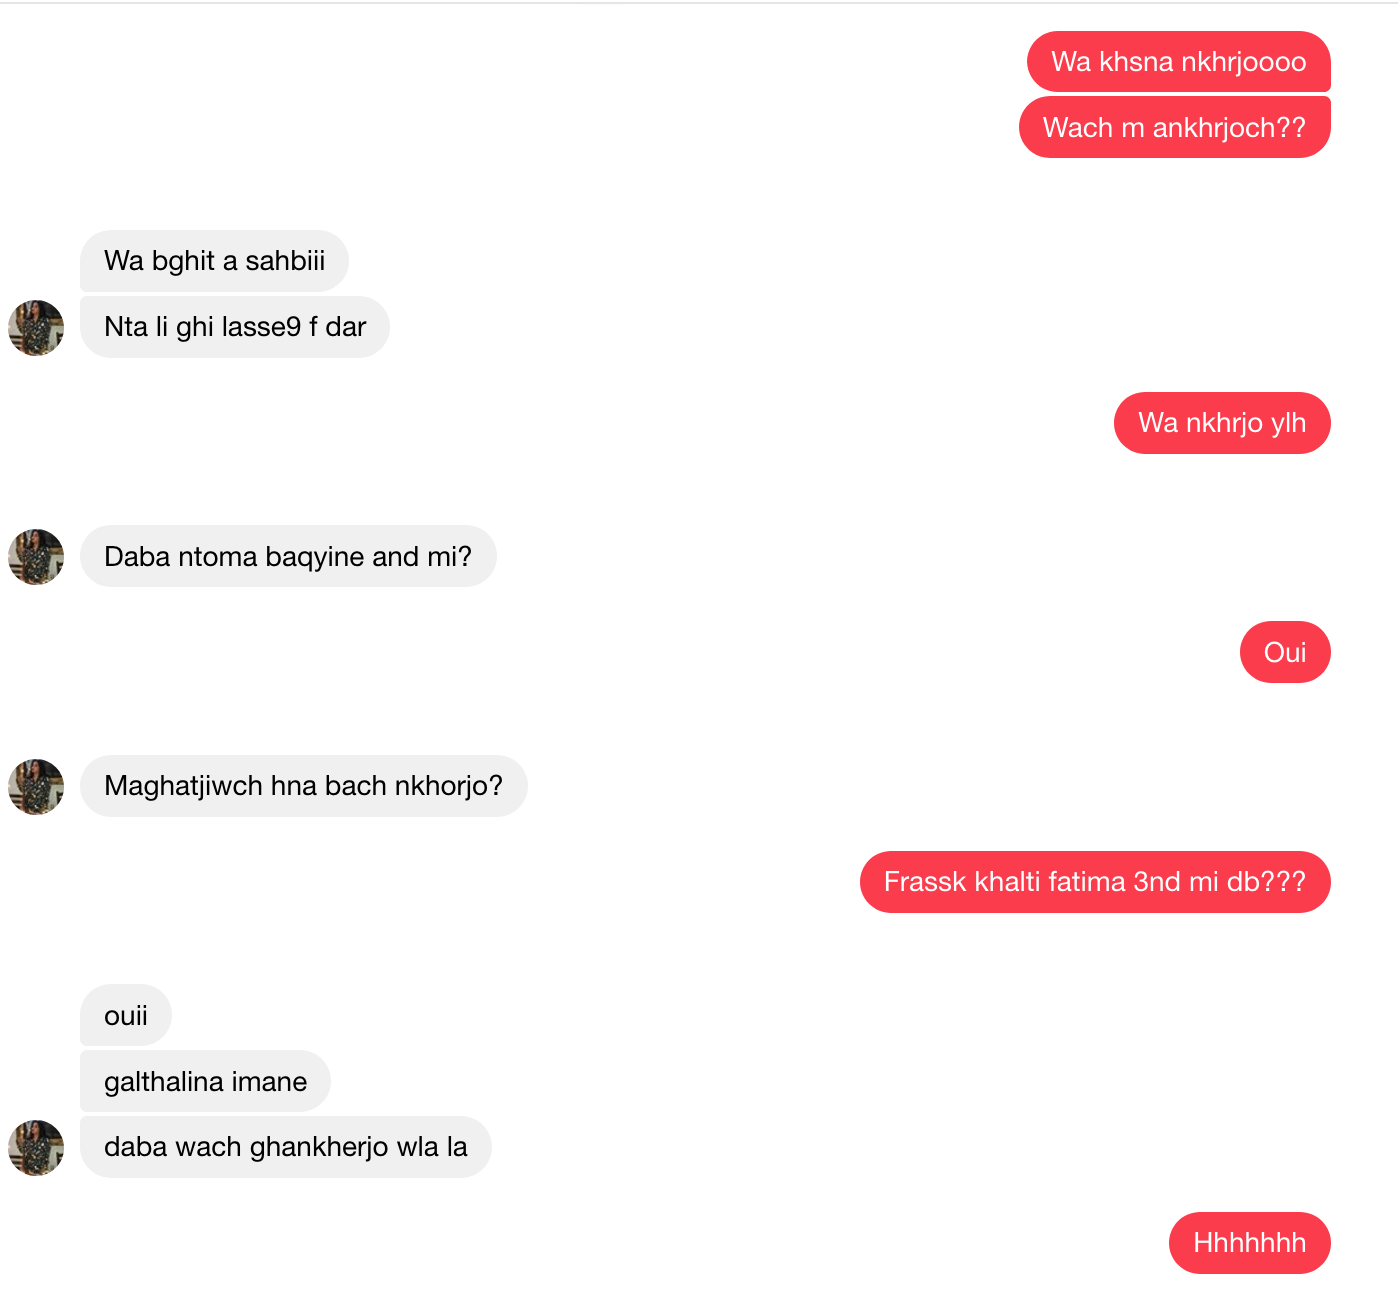 Wa khsna nkhrjoooo
Wach m ankhrjoch??
Wa bghit a sahbiii
Nta li ghi lasse9 f dar
Wa nkhrjo ylh
Daba ntoma baqyine and mi?
Oui
Maghatjiwch hna bach nkhorjo?
Frassk khalti fatima 3nd mi db???
ouii
galthalina imane
daba wach ghankherjo wla la
Hhhhhhh